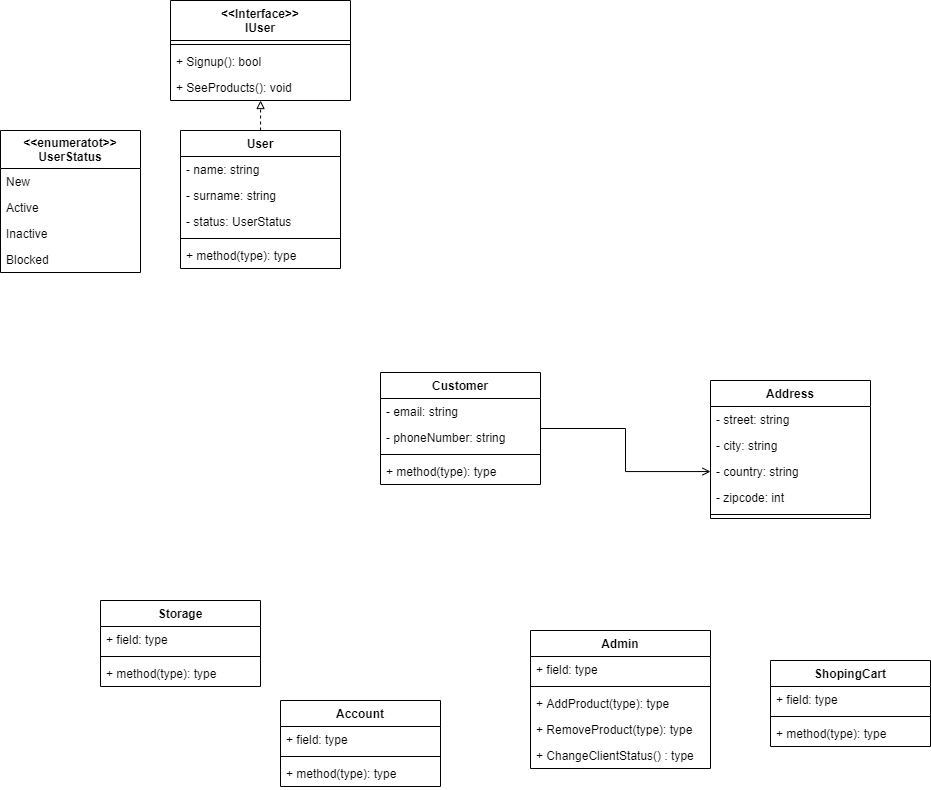 <<Interface>>
IUser
+ Signup(): bool
+ SeeProducts(): void
<<enumeratot>>
UserStatus
New
Active
Inactive
Blocked
User
- name: string
- surname: string
- status: UserStatus
+ method(type): type
Customer
- email: string
- phoneNumber: string
+ method(type): type
Address
- street: string
- city: string
- country: string
- zipcode: int
Storage
+ field: type
+ method(type): type
Account
+ field: type
+ method(type): type
Admin
+ field: type
+ AddProduct(type): type
+ RemoveProduct(type): type
+ ChangeClientStatus() : type
ShopingCart
+ field: type
+ method(type): type